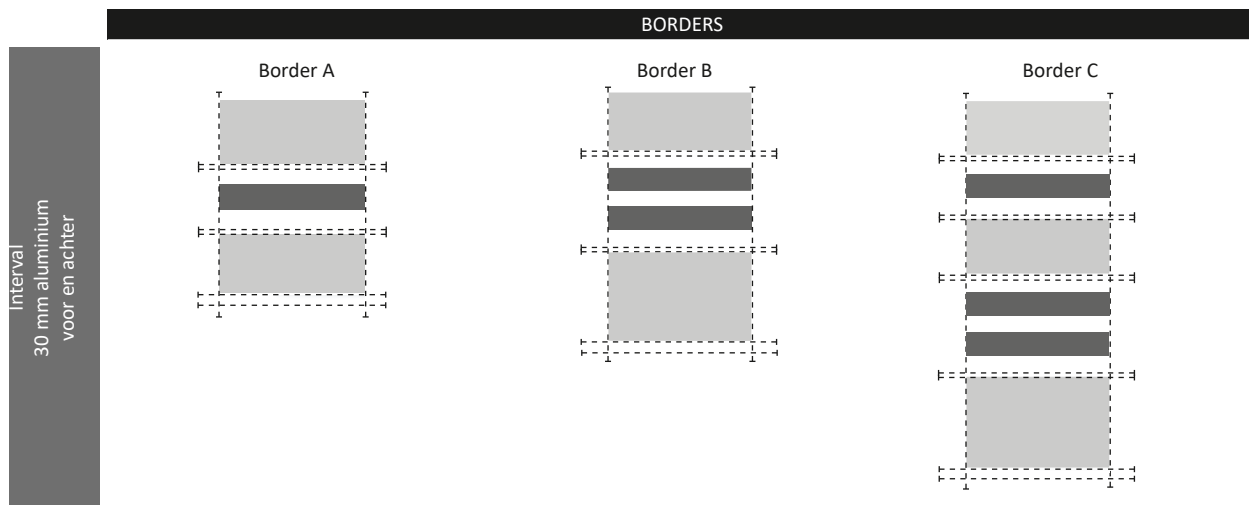 BORDERS
Border A
Border B
Border C
Interval
30 mm aluminium
voor en achter